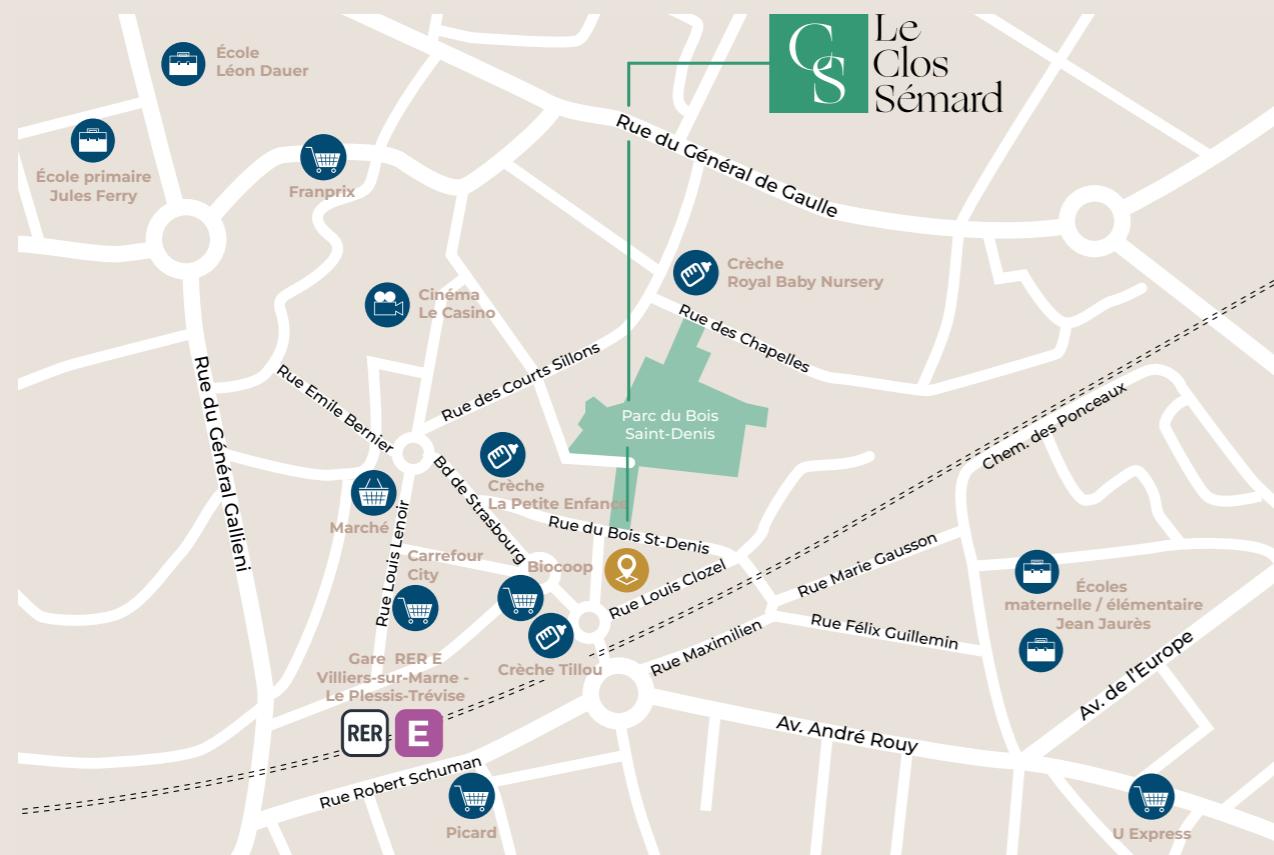 CS
Le
Clos
Sémard
École
Léon Dauer
École primaire
Jules Ferry
Franprix
Rue du Général de Gaulle
Crèche
Royal Baby Nursery
Cinéma
Le Casino
Rue des Chapelles
Rue des Courts Sillons
Rue Emile Bernier
Rue du Général Gallieni
Parc du Bois
Saint-Denis
Chem. des Ponceaux
Bd de Strasbourg
Crèche
La Petite Enfance
Marché
Rue Louis Lenoir
Rue du Bois St-Denis
Carrefour
City
Biocoop
Rue Louis Clozel
Rue Marie Gausson
Rue Félix Guillemin
Écoles
maternelle / élémentaire
Jean Jaurès
Rue Maximilien
Crèche Tillou
Gare RER E
Villiers-sur-Marne -
Le Plessis-Trévise
RER
E
Av. de l'Europe
Av. André Rouy
Rue Robert Schuman
Picard
U Express